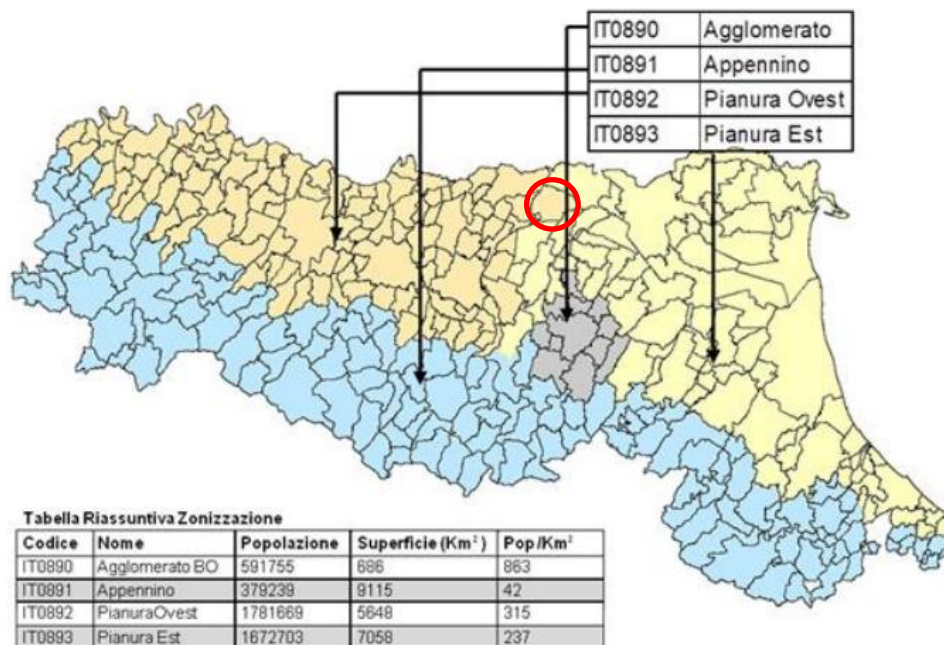 IT0890 Agglomerato
IT0891 Appennino
IT0892 Pianura Ovest
IT0893 Pianura Est
Tabella Riassuntiva Zonizzazione
Codice Nome Popolazione Superficie (Km²) Pop/Km²
IT0890 Agglomerato BO 591755 686 863
IT0891 Appennino 379239 9115 42
IT0892 PianuraOvest 1781669 5648 315
IT0893 Pianura Est 1672703 7058 237